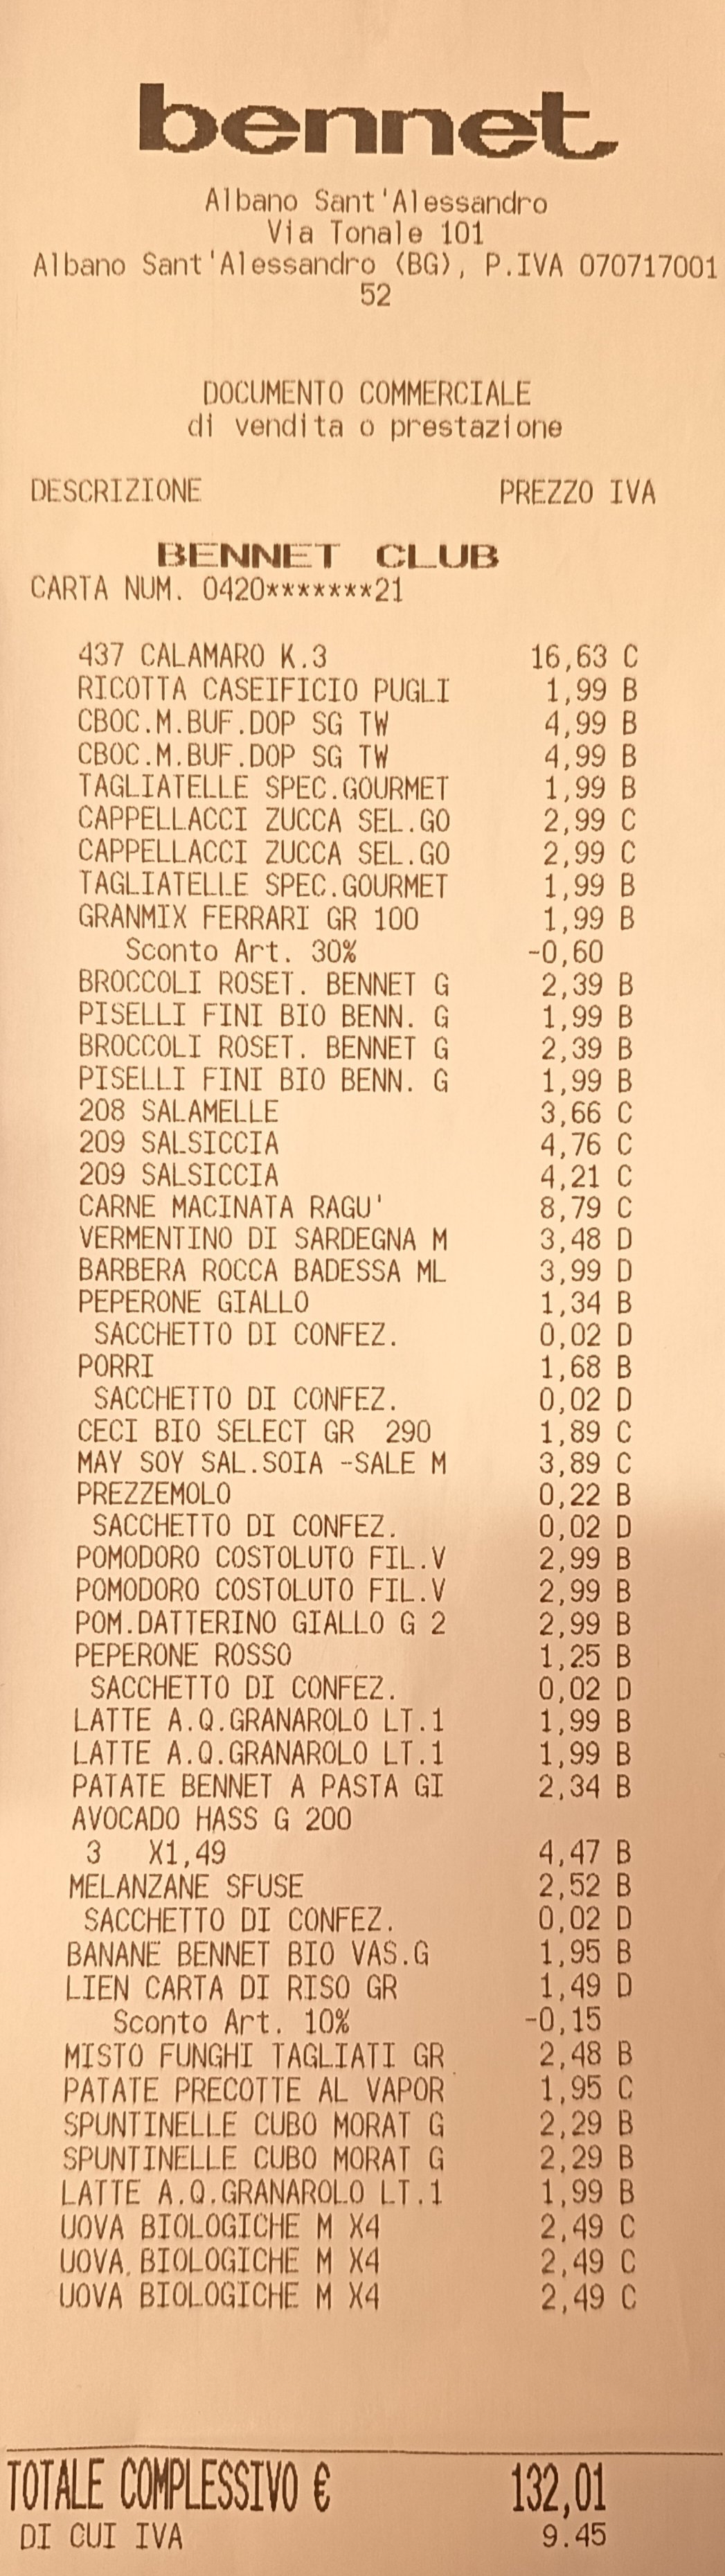 bennet
Albano Sant'Alessandro
Via Tonale 101
Albano Sant'Alessandro (BG), P.IVA 070717001
52
DOCUMENTO COMMERCIALE
di vendita o prestazione
DESCRIZIONE PREZZO IVA
BENNET CLUB
CARTA NUM. 0420*******21
437 CALAMARO K.3 16,63 C
RICOTTA CASEIFICIO PUGLI 1,99 B
CBOC.M.BUF.DOP SG TW 4,99 B
CBOC.M.BUF.DOP SG TW 4,99 B
TAGLIATELLE SPEC.GOURMET 1,99 B
CAPPELLACCI ZUCCA SEL.GO 2,99 C
CAPPELLACCI ZUCCA SEL.GO 2,99 C
TAGLIATELLE SPEC.GOURMET 1,99 B
GRANMIX FERRARI GR 100 1,99 B
Sconto Art. 30% -0,60
BROCCOLI ROSET. BENNET G 2,39 B
PISELLI FINI BIO BENN. G 1,99 B
BROCCOLI ROSET. BENNET G 2,39 B
PISELLI FINI BIO BENN. G 1,99 B
208 SALAMELLE 3,66 C
209 SALSICCIA 4,76 C
209 SALSICCIA 4,21 C
CARNE MACINATA RAGU' 8,79 C
VERMENTINO DI SARDEGNA M 3,48 D
BARBERA ROCCA BADESSA ML 3,99 D
PEPERONE GIALLO 1,34 B
SACCHETTO DI CONFEZ. 0,02 D
PORRI 1,68 B
SACCHETTO DI CONFEZ. 0,02 D
CECI BIO SELECT GR 290 1,89 C
MAY SOY SAL.SOIA -SALE M 3,89 C
PREZZEMOLO 0,22 B
SACCHETTO DI CONFEZ. 0,02 D
POMODORO COSTOLUTO FIL.V 2,99 B
POMODORO COSTOLUTO FIL.V 2,99 B
POM.DATTERINO GIALLO G 2 2,99 B
PEPERONE ROSSO 1,25 B
SACCHETTO DI CONFEZ. 0,02 D
LATTE A.Q.GRANAROLO LT.1 1,99 B
LATTE A.Q.GRANAROLO LT.1 1,99 B
PATATE BENNET A PASTA GI 2,34 B
AVOCADO HASS G 200
3 X1,49 4,47 B
MELANZANE SFUSE 2,52 B
SACCHETTO DI CONFEZ. 0,02 D
BANANE BENNET BIO VAS.G 1,95 B
LIEN CARTA DI RISO GR 1,49 D
Sconto Art. 10% -0,15
MISTO FUNGHI TAGLIATI GR 2,48 B
PATATE PRECOTTE AL VAPOR 1,95 C
SPUNTINELLE CUBO MORAT G 2,29 B
SPUNTINELLE CUBO MORAT G 2,29 B
LATTE A.Q.GRANAROLO LT.1 1,99 B
UOVA BIOLOGICHE M X4 2,49 C
UOVA BIOLOGICHE M X4 2,49 C
UOVA BIOLOGICHE M X4 2,49 C
TOTALE COMPLESSIVO € 132,01
DI CUI IVA 9.45